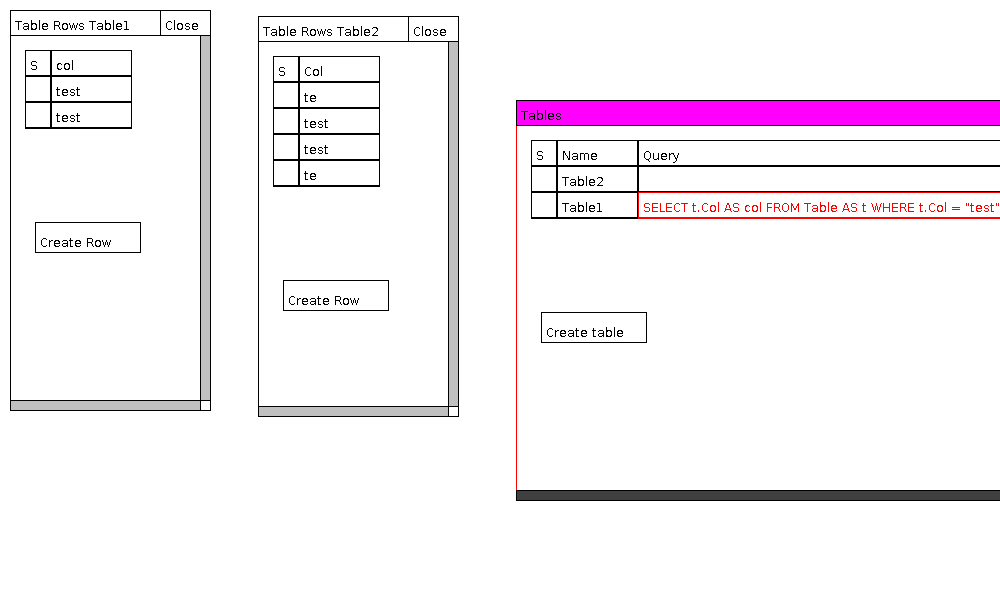 Table Rows Table1 Close
S col
test
test
Create Row
Table Rows Table2 Close
S Col
te
test
test
te
Create Row
Tables
S Name Query
Table2
Table1 SELECT t.Col AS col FROM Table AS t WHERE t.Col = "test"
Create table